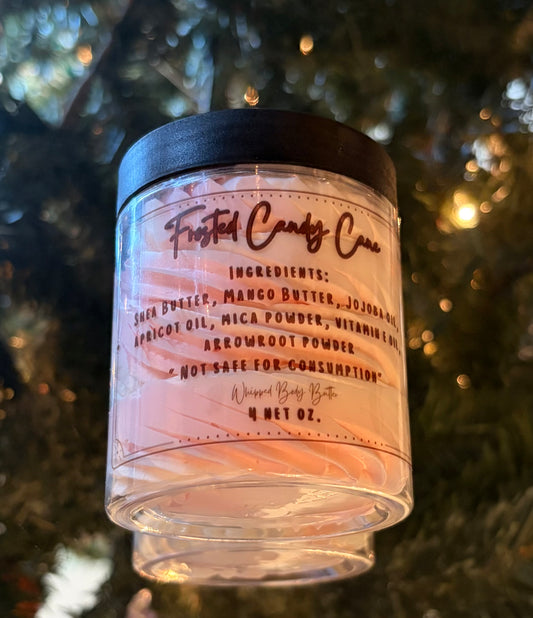 Frosted Candy Cane
Ingredients:
Shea Butter, Mango Butter, Jojoba Oil,
Apricot oil, mica powder, vitamin e oil,
arrowroot powder
" Not safe for consumption"
Whipped Body Butter
4 net oz.